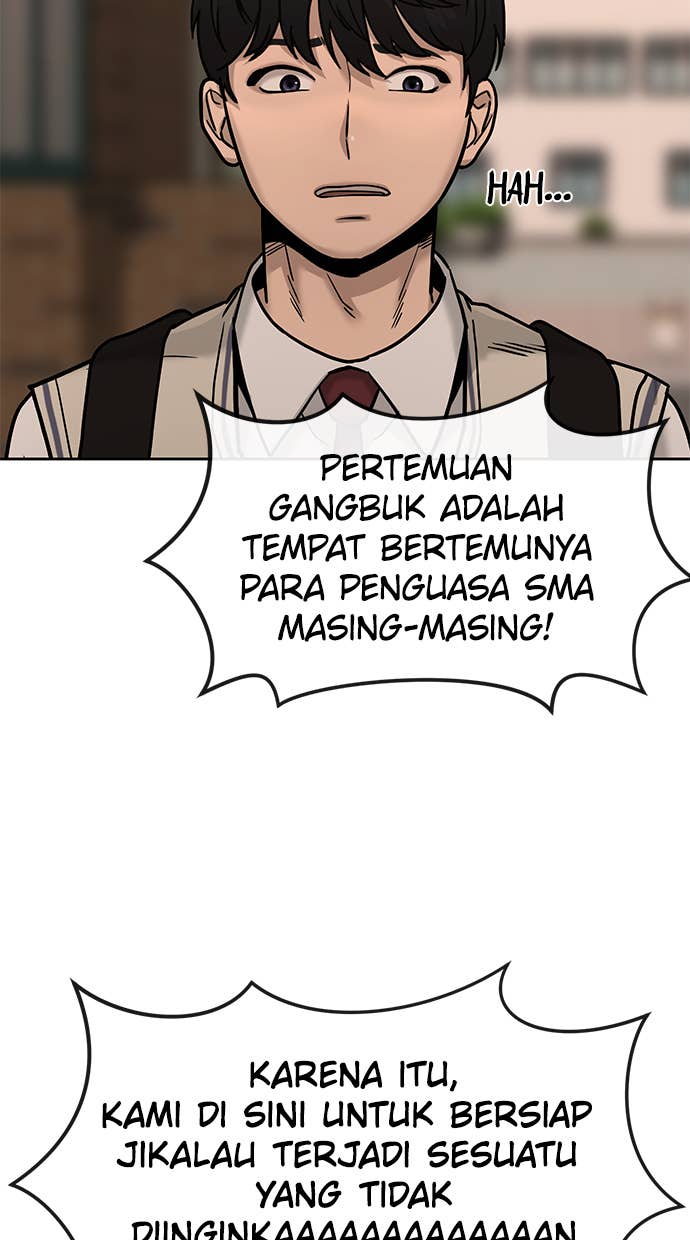 HAH...
PERTEMUAN
GANGBUK ADALAH
TEMPAT BERTEMUNYA
PARA PENGUASA SMA
MASING-MASING!
KARENA ITU,
KAMI DI SINI UNTUK BERSIAP
JIKALAU TERJADI SESUATU
YANG TIDAK
DIINGINKAAAAAAAAAAAAAN